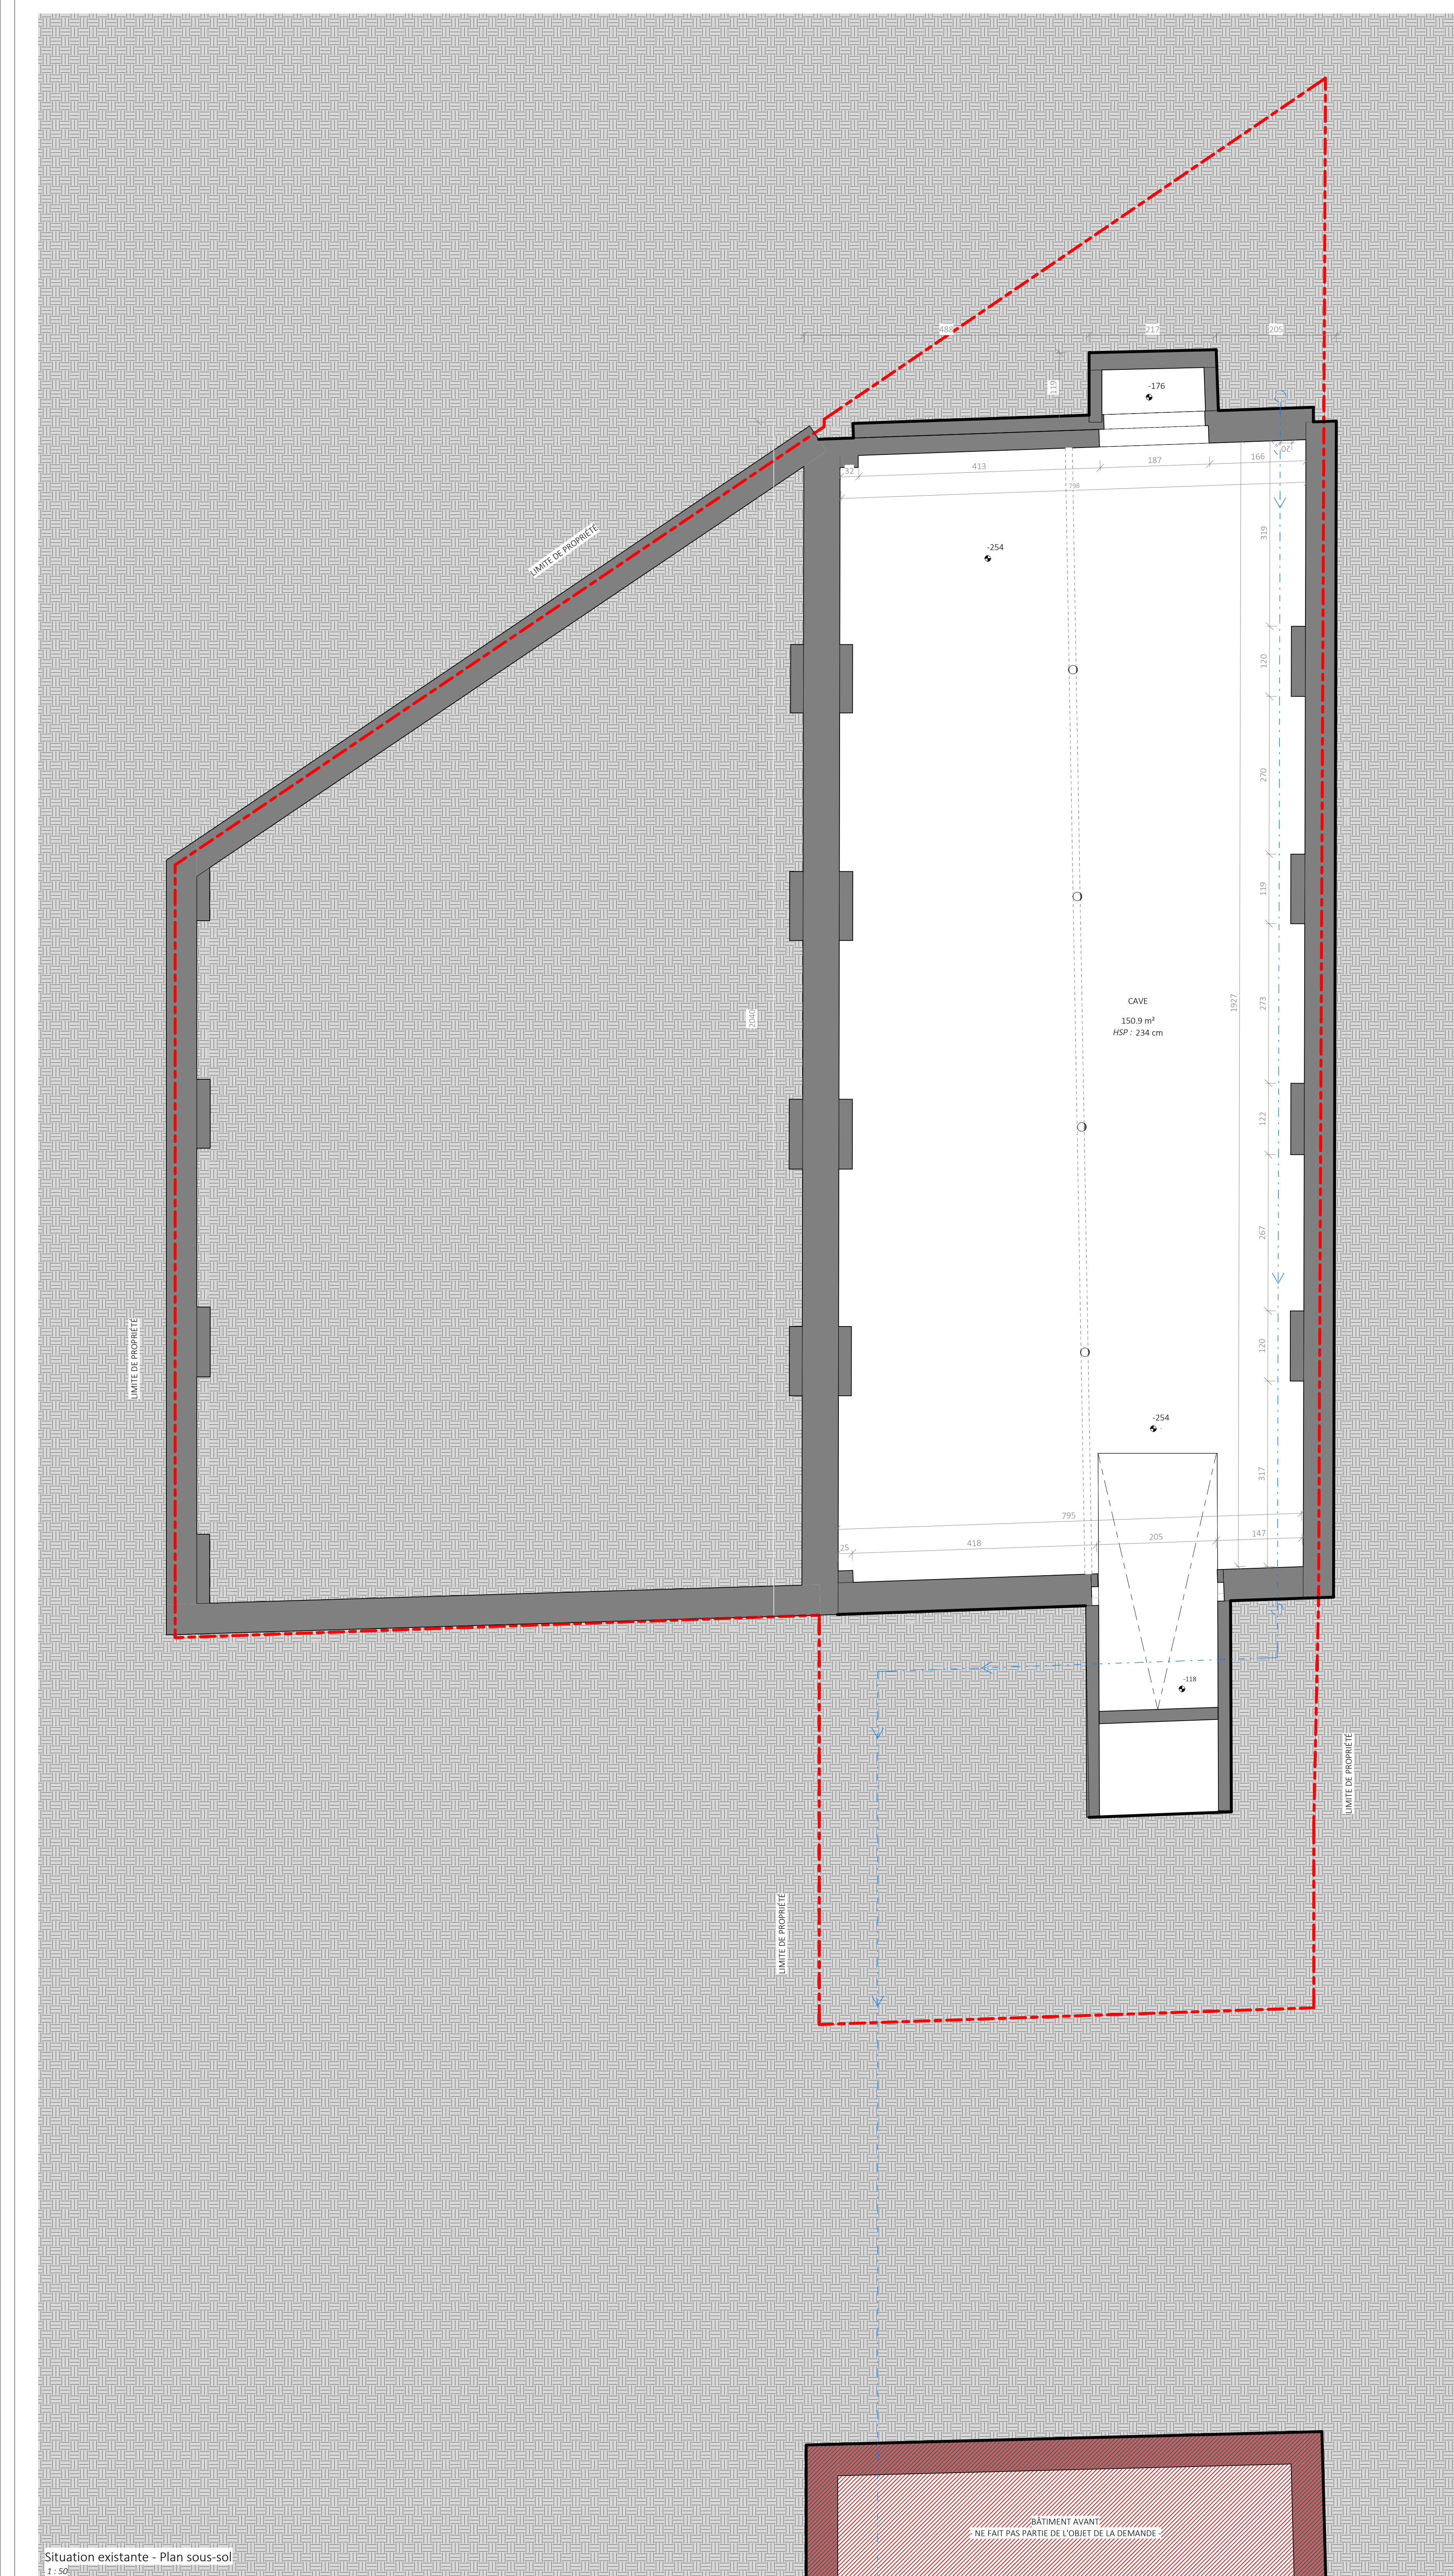 488
217
205
119
-176
32
413
187
166
20
798
319
-254
LIMITE DE PROPRIÉTÉ
120
270
119
CAVE
150.9 m²
HSP : 234 cm
2040
1927
273
122
267
LIMITE DE PROPRIÉTÉ
120
-254
317
795
25
418
205
147
-118
LIMITE DE PROPRIÉTÉ
LIMITE DE PROPRIÉTÉ
BÂTIMENT AVANT
- NE FAIT PAS PARTIE DE L'OBJET DE LA DEMANDE -
Situation existante - Plan sous-sol
1 : 50